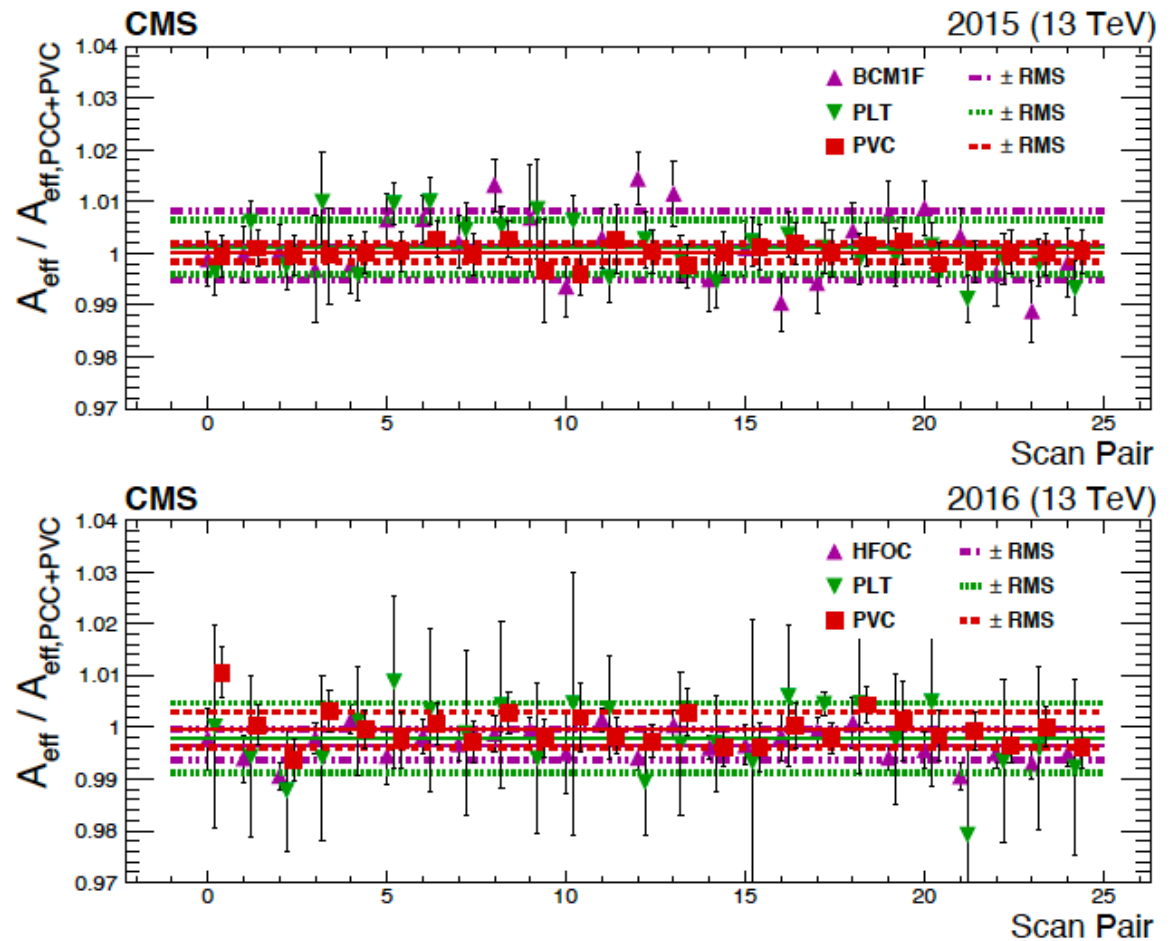 CMS 2015 (13 TeV)
A_eff / A_eff,PCC+PVC
1.04
1.03
1.02
1.01
1
0.99
0.98
0.97
BCM1F ± RMS
PLT ± RMS
PVC ± RMS
0 5 10 15 20 25
Scan Pair
CMS 2016 (13 TeV)
A_eff / A_eff,PCC+PVC
1.04
1.03
1.02
1.01
1
0.99
0.98
0.97
HFOC ± RMS
PLT ± RMS
PVC ± RMS
0 5 10 15 20 25
Scan Pair